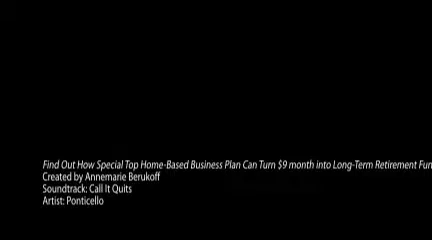 Find Out How Special Top Home-Based Business Plan Can Turn $9 month into Long-Term Retirement Fun
Created by Annemarie Berukoff
Soundtrack: Call It Quits
Artist: Ponticello